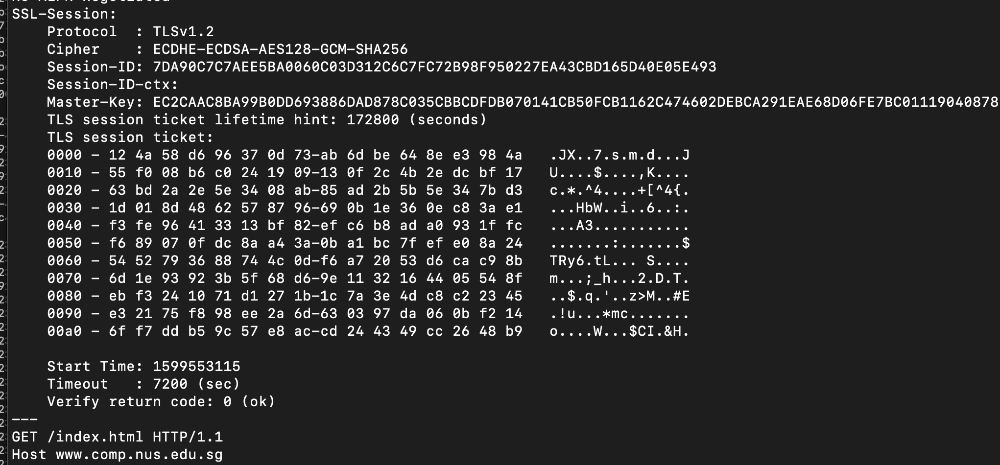 SSL-Session:
    Protocol  : TLSv1.2
    Cipher    : ECDHE-ECDSA-AES128-GCM-SHA256
    Session-ID: 7DA90C7C7AEE5BA0060C03D312C6C7FC72B98F950227EA43CBD165D40E05E493
    Session-ID-ctx:
    Master-Key: EC2CAAC8BA99B0DD693886DAD878C035CBBCDFDB070141CB50FCB1162C474602DEBCA291EAE68D06FE7BC01119040878
    TLS session ticket lifetime hint: 172800 (seconds)
    TLS session ticket:
    0000 - 12 4a 58 d6 96 37 0d 73-ab 6d be 64 8e e3 98 4a   .JX..7.s.m.d...J
    0010 - 55 f0 08 b6 c0 24 19 09-13 0f 2c 4b 2e dc bf 17   U....$....,K....
    0020 - 63 bd 2a 2e 5e 34 08 ab-85 ad 2b 5b 5e 34 7b d3   c.*.^4....+[^4{.
    0030 - 1d 01 8d 48 62 57 87 96-69 0b 1e 36 0e c8 3a e1   ...HbW..i..6..:.
    0040 - f3 fe 96 41 33 13 bf 82-ef c6 b8 ad a0 93 1f fc   ...A3...........
    0050 - f6 89 07 0f dc 8a a4 3a-0b a1 bc 7f ef e0 8a 24   .......:.......$
    0060 - 54 52 79 36 88 74 4c 0d-f6 a7 20 53 d6 ca c9 8b   TRy6.tL... S....
    0070 - 6d 1e 93 92 3b 5f 68 d6-9e 11 32 16 44 05 54 8f   m...;_h...2.D.T.
    0080 - eb f3 24 10 71 d1 27 1b-1c 7a 3e 4d c8 c2 23 45   ..$.q.'..z>M..#E
    0090 - e3 21 75 f8 98 ee 2a 6d-63 03 97 da 06 0b f2 14   .!u...*mc.......
    00a0 - 6f f7 dd b5 9c 57 e8 ac-cd 24 43 49 cc 26 48 b9   o....W...$CI.&H.
    Start Time: 1599553115
    Timeout   : 7200 (sec)
    Verify return code: 0 (ok)
---
GET /index.html HTTP/1.1
Host www.comp.nus.edu.sg